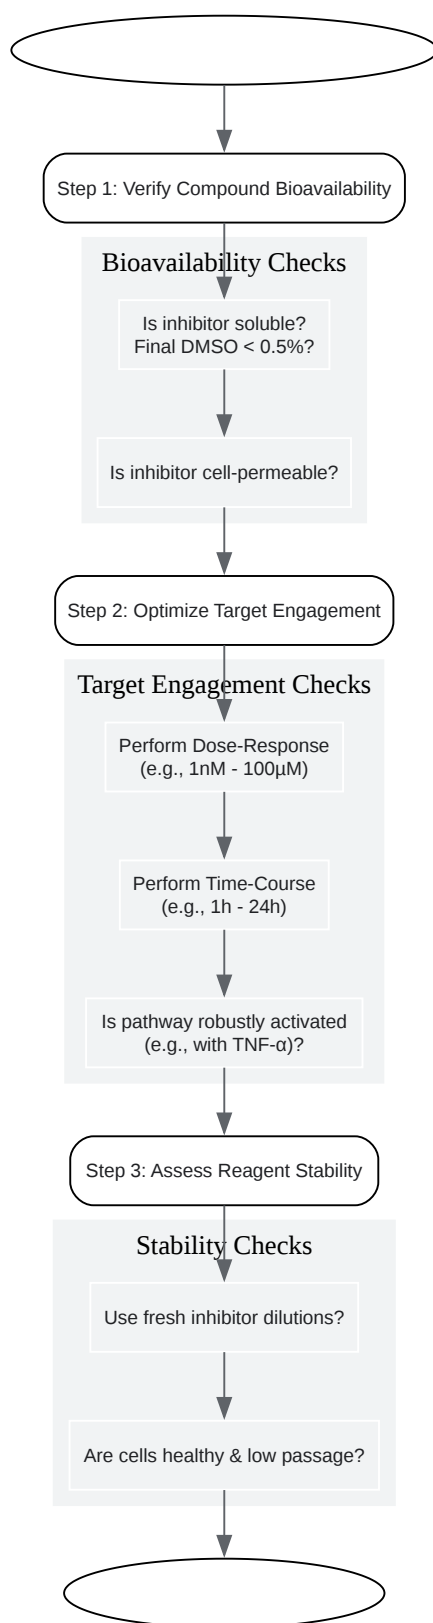 Step 1: Verify Compound Bioavailability
Bioavailability Checks
Is inhibitor soluble?
Final DMSO < 0.5%?
Is inhibitor cell-permeable?
Step 2: Optimize Target Engagement
Target Engagement Checks
Perform Dose-Response
(e.g., 1nM - 100μM)
Perform Time-Course
(e.g., 1h - 24h)
Is pathway robustly activated
(e.g., with TNF-α)?
Step 3: Assess Reagent Stability
Stability Checks
Use fresh inhibitor dilutions?
Are cells healthy & low passage?